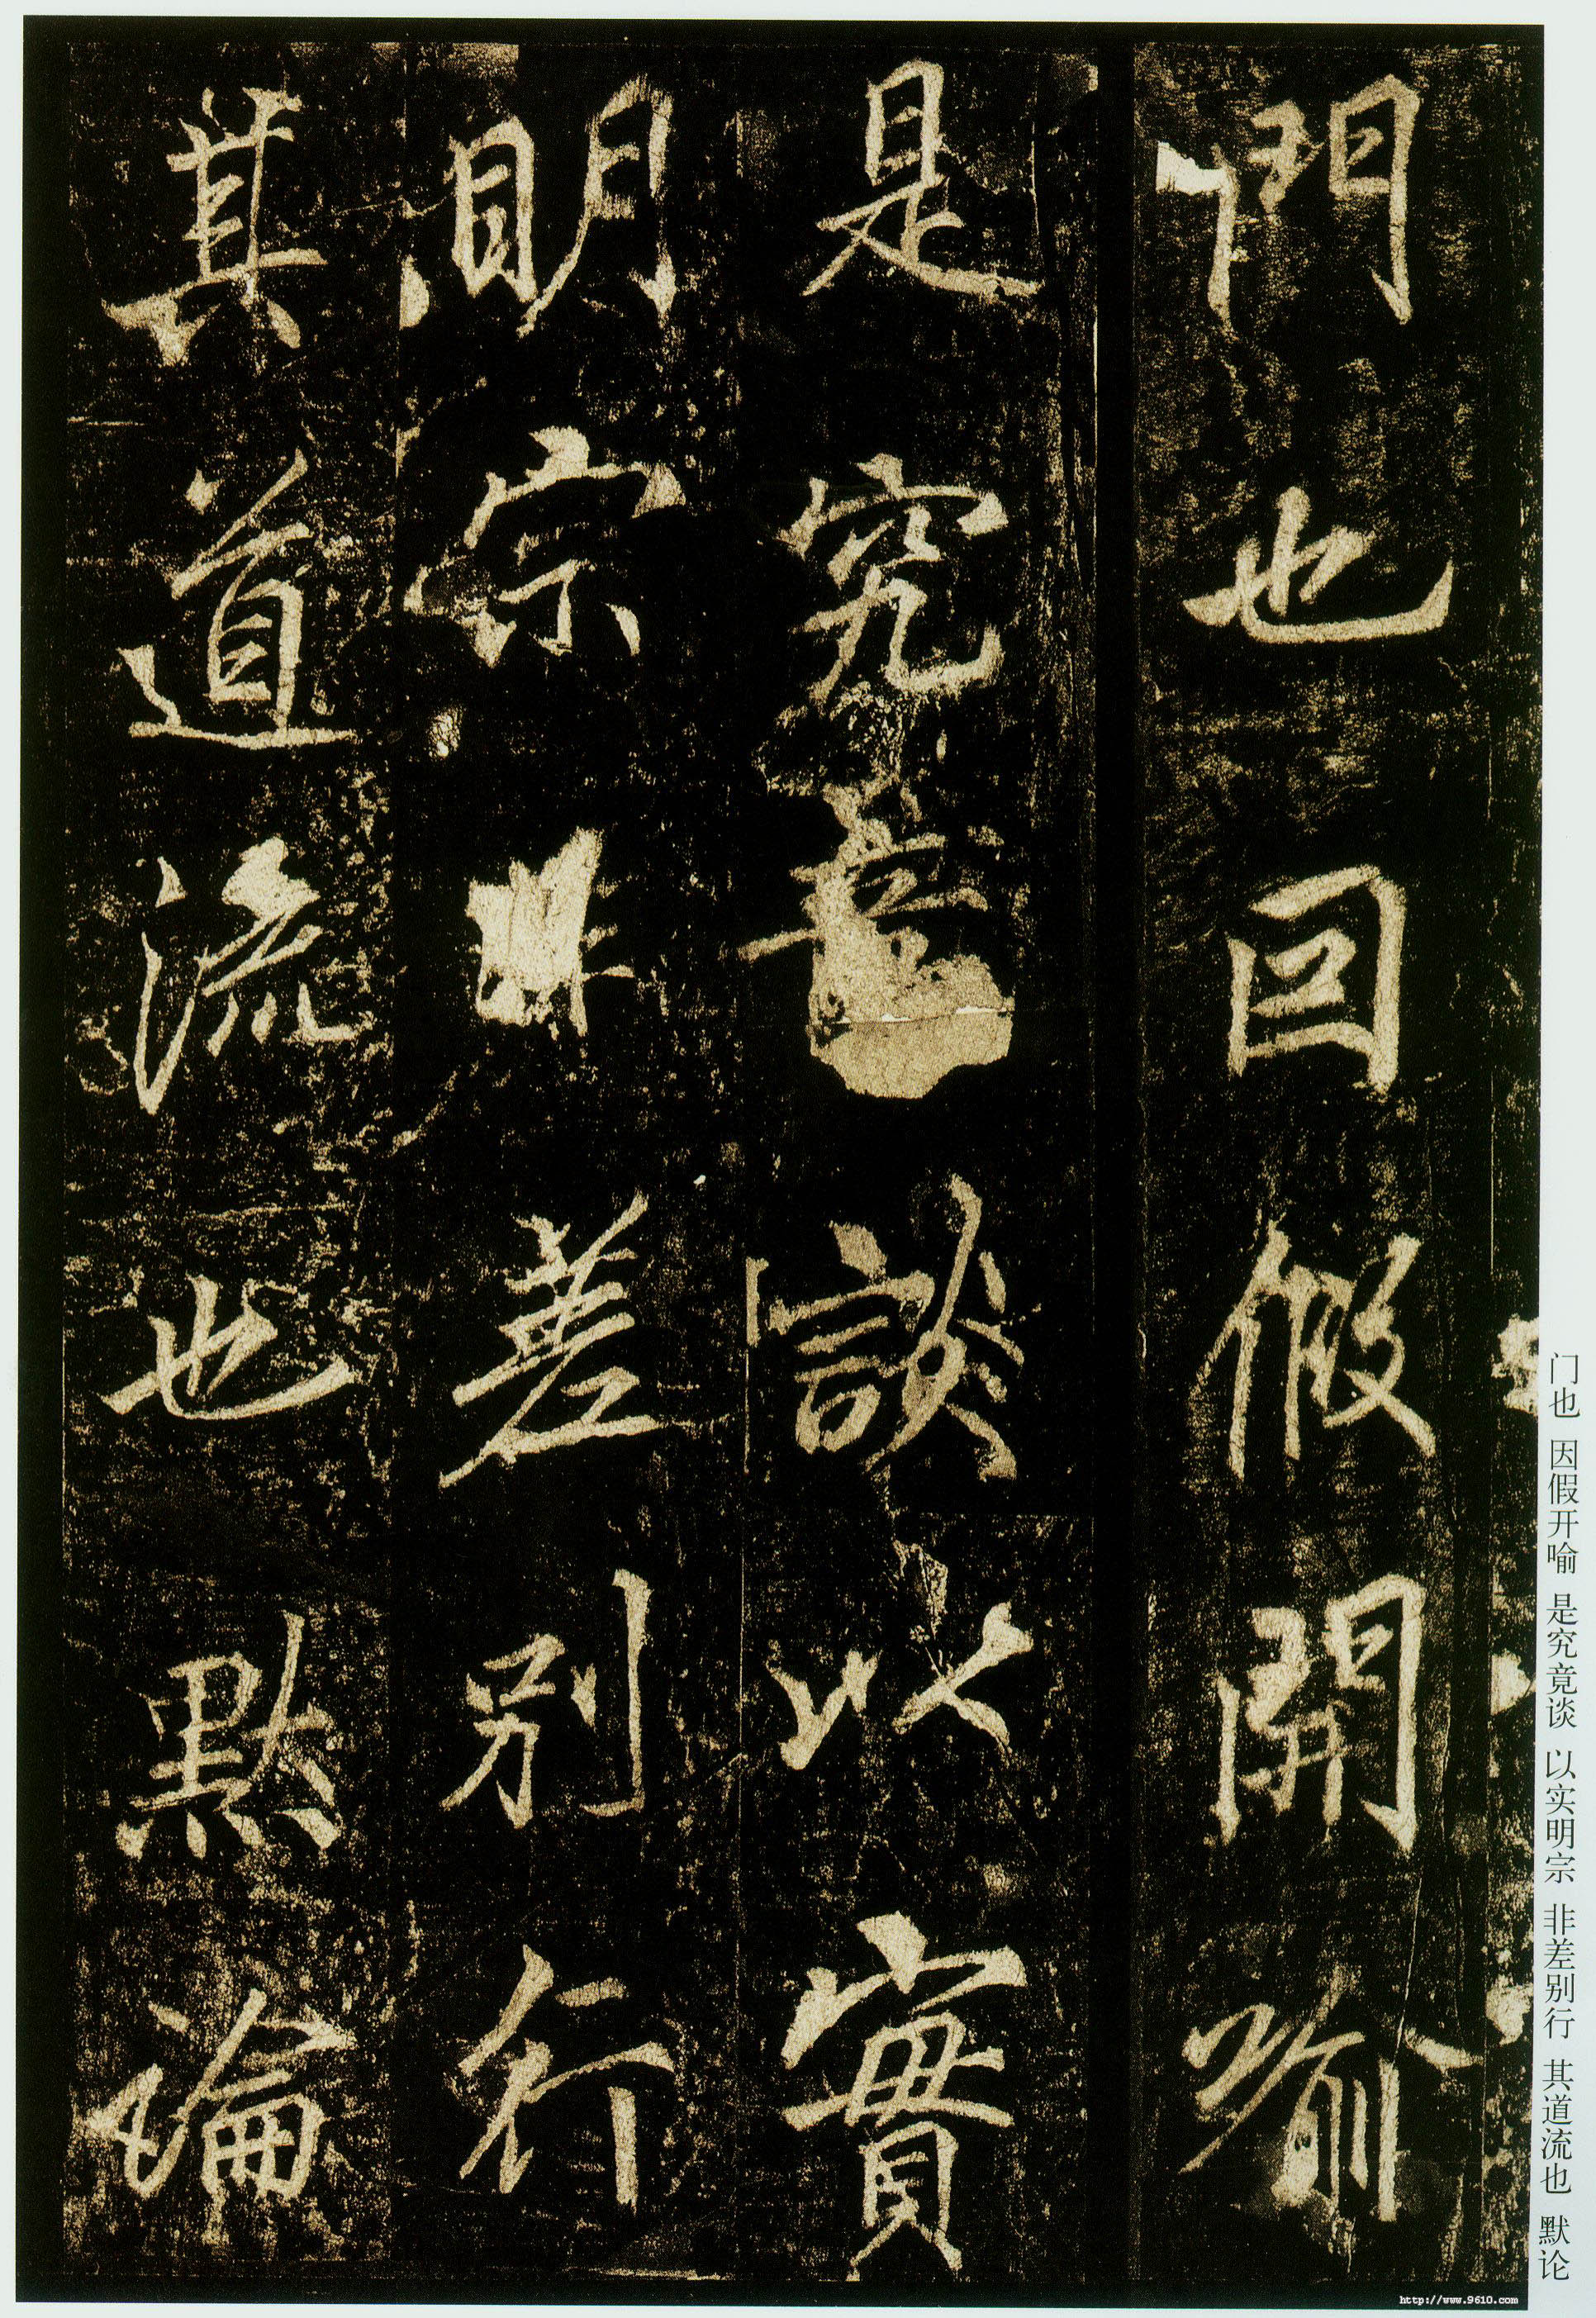 門也因假開喻
是究竟談以實
明宗非差別行
其道流也默論
门也 因假开喻 是究竟谈 以实明宗 非差别行 其道流也 默论
http://www.9610.com